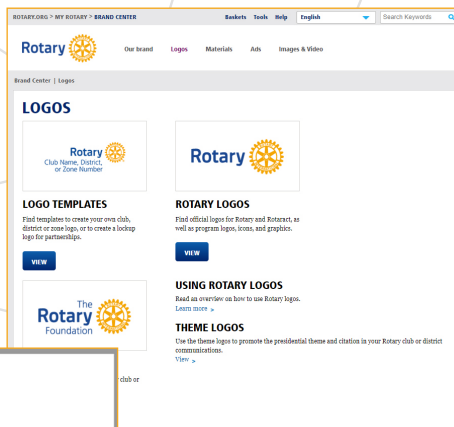 ROTARY.ORG > MY ROTARY > BRAND CENTER
Baskets Tools Help English Search Keywords
Rotary
Our brand Logos Materials Ads Images & Video
Brand Center | Logos
LOGOS
Rotary
Club Name, District,
or Zone Number
LOGO TEMPLATES
Find templates to create your own club,
district or zone logo, or to create a lockup
logo for partnerships.
VIEW
Rotary
ROTARY LOGOS
Find official logos for Rotary and Rotaract, as
well as program logos, icons, and graphics.
VIEW
The
Rotary
Foundation
club or
USING ROTARY LOGOS
Read an overview on how to use Rotary logos.
Learn more >
THEME LOGOS
Use the theme logos to promote the presidential theme and citation in your Rotary club or district
communications.
View >